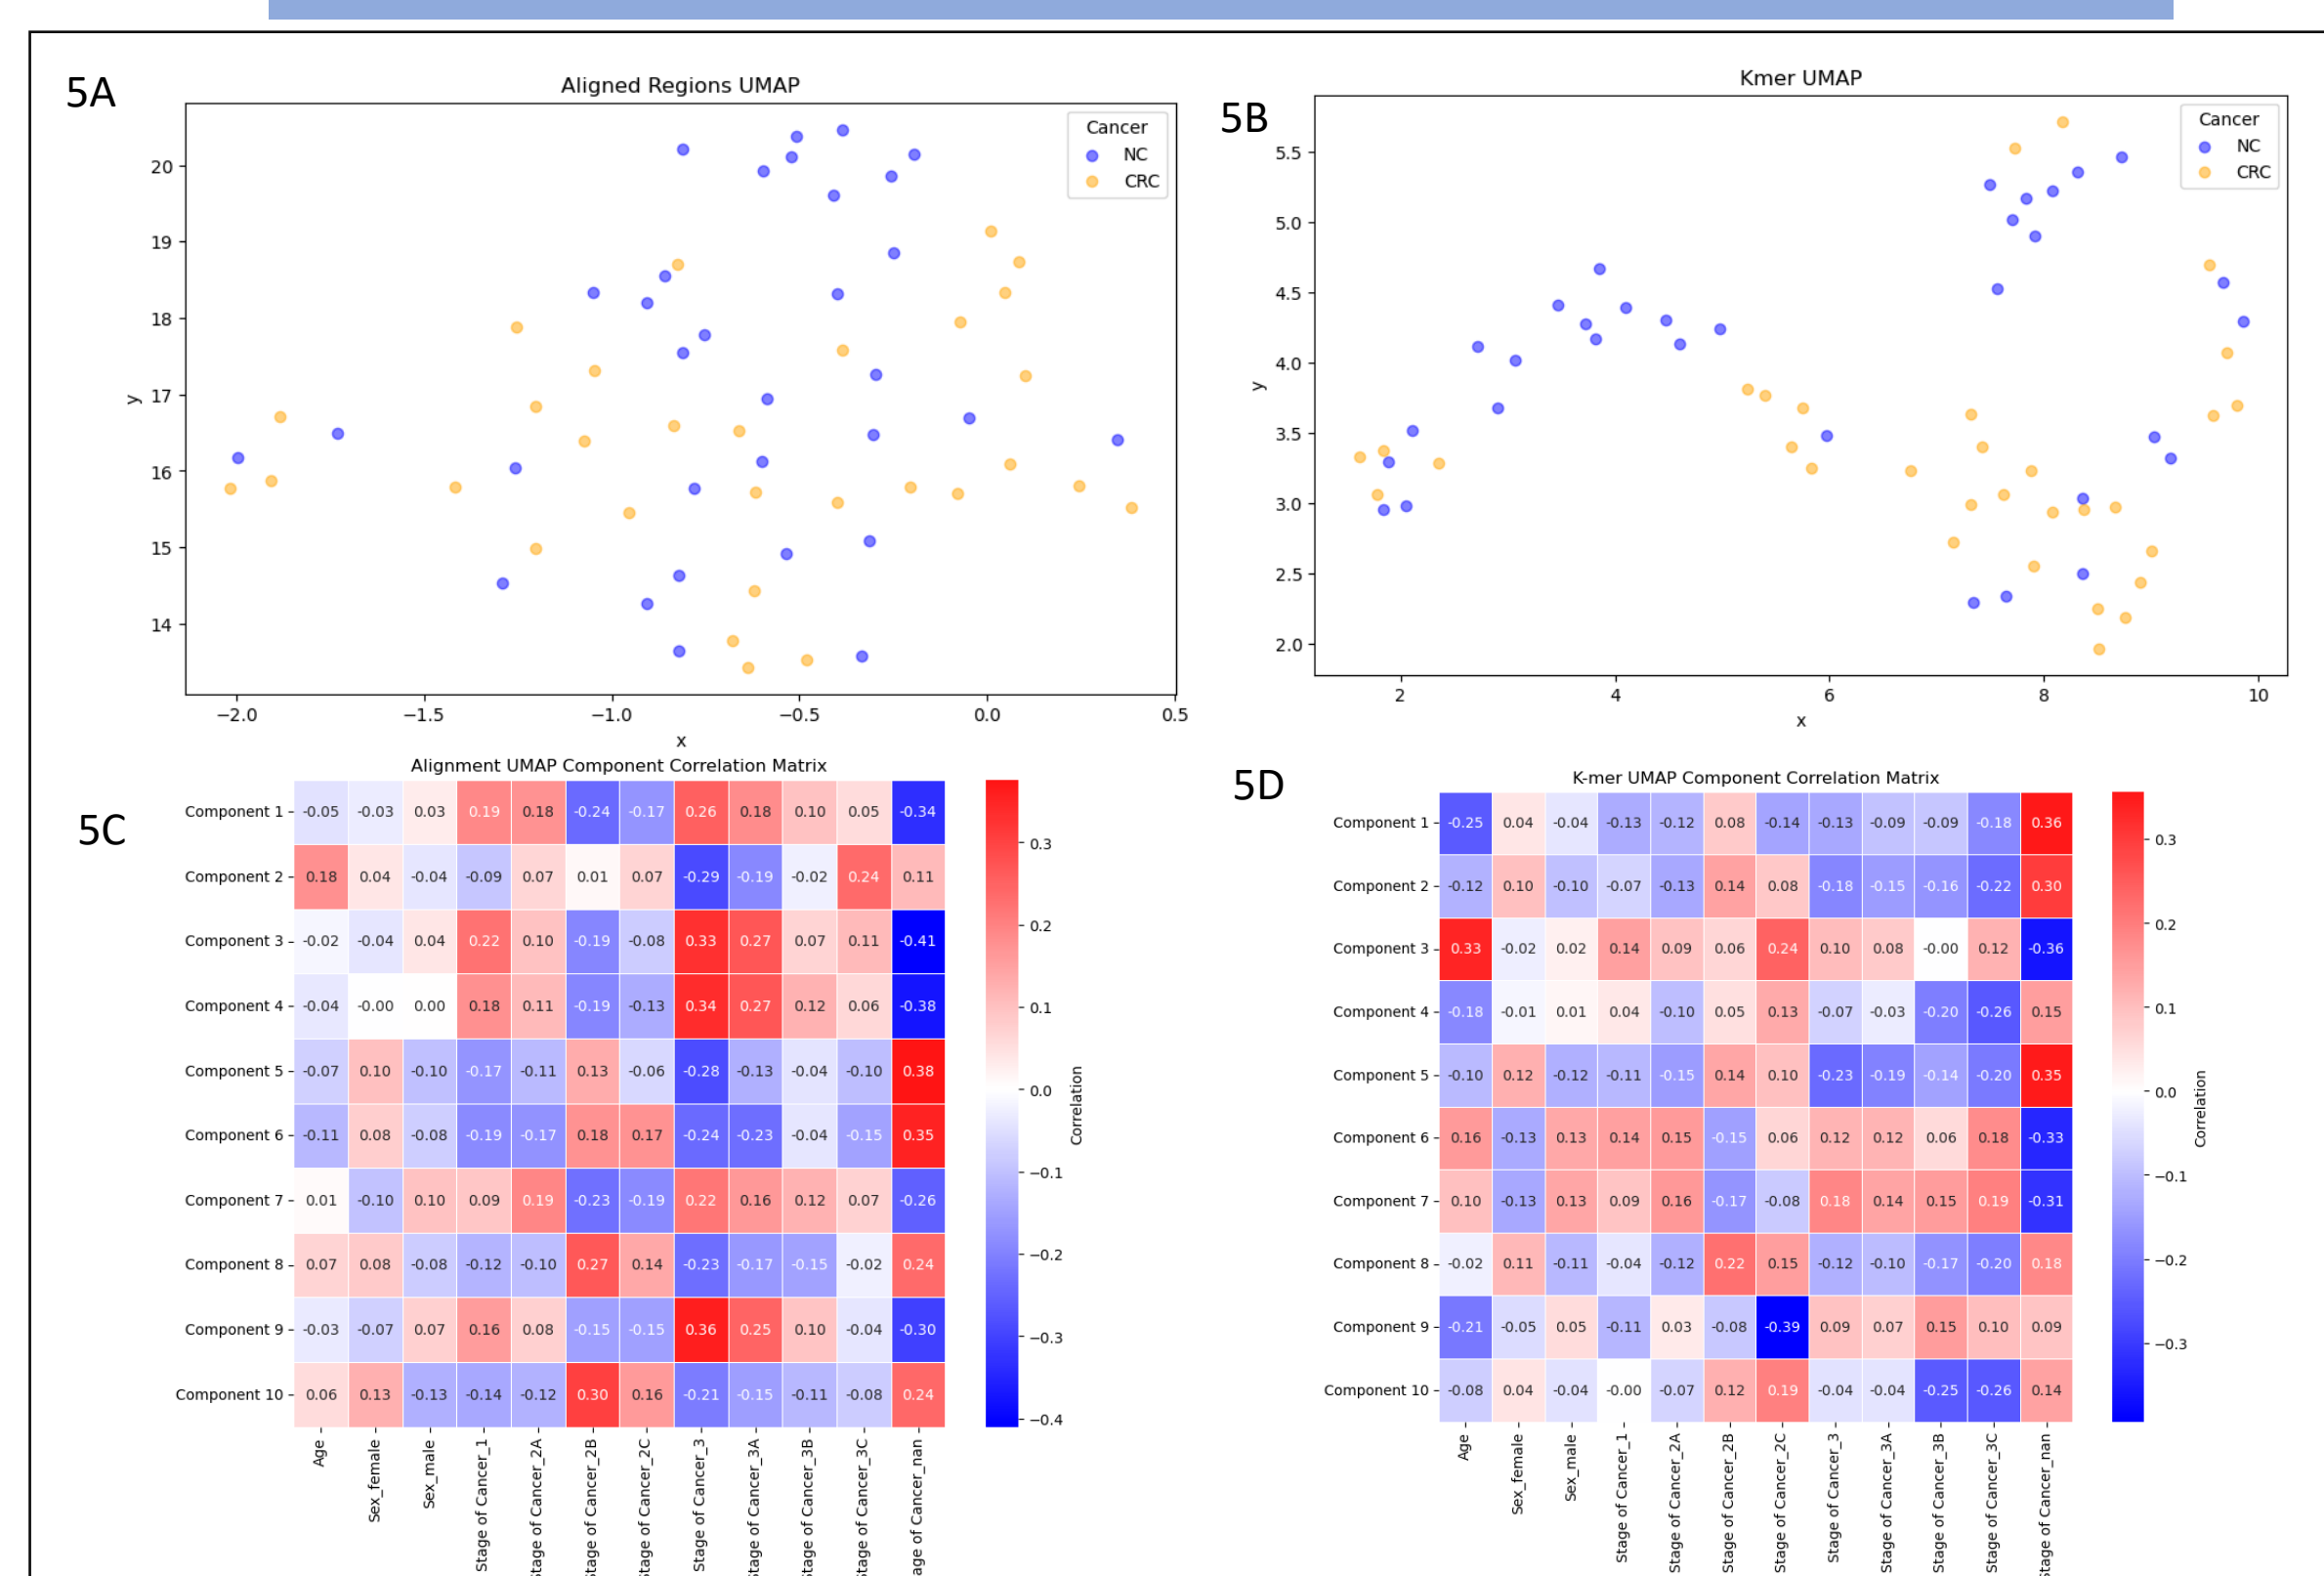 5A
Aligned Regions UMAP
Cancer
NC
CRC
20
19
18
17
16
15
14
y
−2.0 −1.5 −1.0 −0.5 0.0 0.5
x
5B
Kmer UMAP
Cancer
NC
CRC
5.5
5.0
4.5
4.0
3.5
3.0
2.5
2.0
y
2 4 6 8 10
x
5C
Alignment UMAP Component Correlation Matrix
Component 1 -0.05 -0.03 0.03 0.19 0.18 -0.24 -0.17 0.26 0.18 0.10 0.05 -0.34
Component 2 0.18 0.04 -0.04 -0.09 0.07 0.01 0.07 -0.29 -0.19 -0.02 0.24 0.11
Component 3 -0.02 -0.04 0.04 0.22 0.10 -0.19 -0.08 0.33 0.27 0.07 0.11 -0.41
Component 4 -0.04 -0.00 0.00 0.18 0.11 -0.19 -0.13 0.34 0.27 0.12 0.06 -0.38
Component 5 -0.07 0.10 -0.10 -0.17 -0.11 0.13 -0.06 -0.28 -0.13 -0.04 -0.10 0.38
Component 6 -0.11 0.08 -0.08 -0.19 -0.17 0.18 0.17 -0.24 -0.23 -0.04 -0.15 0.35
Component 7 0.01 -0.10 0.10 0.09 0.19 -0.23 -0.19 0.22 0.16 0.12 0.07 -0.26
Component 8 0.07 0.08 -0.08 -0.12 -0.10 0.27 0.14 -0.23 -0.17 -0.15 -0.02 0.24
Component 9 -0.03 -0.07 0.07 0.16 0.08 -0.15 -0.15 0.36 0.25 0.10 -0.04 -0.30
Component 10 0.06 0.13 -0.13 -0.14 -0.12 0.30 0.16 -0.21 -0.15 -0.11 -0.08 0.24
Age
Sex_female
Sex_male
Stage of Cancer_1
Stage of Cancer_2A
Stage of Cancer_2B
Stage of Cancer_2C
Stage of Cancer_3
Stage of Cancer_3A
Stage of Cancer_3B
Stage of Cancer_3C
age of Cancer_nan
0.3
0.2
0.1
0.0
−0.1
−0.2
−0.3
−0.4
Correlation
5D
K-mer UMAP Component Correlation Matrix
Component 1 -0.25 0.04 -0.04 -0.13 -0.12 0.08 -0.14 -0.13 -0.09 -0.09 -0.18 0.36
Component 2 -0.12 0.10 -0.10 -0.07 -0.13 0.14 0.08 -0.18 -0.15 -0.16 -0.22 0.30
Component 3 0.33 -0.02 0.02 0.14 0.09 0.06 0.24 0.10 0.08 -0.00 0.12 -0.36
Component 4 -0.18 -0.01 0.01 0.04 -0.10 0.05 0.13 -0.07 -0.03 -0.20 -0.26 0.15
Component 5 -0.10 0.12 -0.12 -0.11 -0.15 0.14 0.10 -0.23 -0.19 -0.14 -0.20 0.35
Component 6 0.16 -0.13 0.13 0.14 0.15 -0.15 0.06 0.12 0.12 0.06 0.18 -0.33
Component 7 0.10 -0.13 0.13 0.09 0.16 -0.17 -0.08 0.18 0.14 0.15 0.19 -0.31
Component 8 -0.02 0.11 -0.11 -0.04 -0.12 0.22 0.15 -0.12 -0.10 -0.17 -0.20 0.18
Component 9 -0.21 -0.05 0.05 -0.11 0.03 -0.08 -0.39 0.09 0.07 0.15 0.10 0.09
Component 10 -0.08 0.04 -0.04 -0.00 -0.07 0.12 0.19 -0.04 -0.04 -0.25 -0.26 0.14
Age
Sex_female
Sex_male
Stage of Cancer_1
Stage of Cancer_2A
Stage of Cancer_2B
Stage of Cancer_2C
Stage of Cancer_3
Stage of Cancer_3A
Stage of Cancer_3B
Stage of Cancer_3C
Stage of Cancer_nan
0.3
0.2
0.1
0.0
−0.1
−0.2
−0.3
Correlation